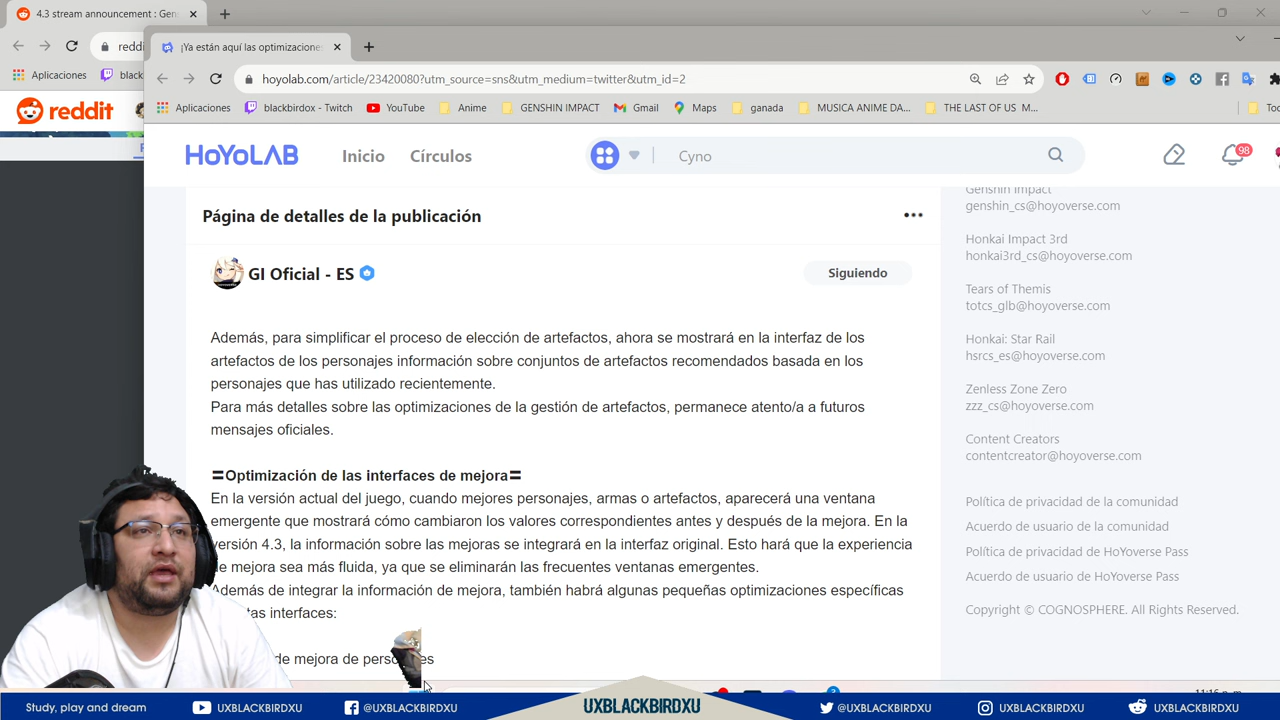 4.3 stream announcement : Gen
¡Ya están aquí las optimizaciones
reddi
hoyolab.com/article/23420080?utm_source=sns&utm_medium=twitter&utm_id=2
Aplicaciones
black
Aplicaciones
blackbirdox - Twitch
YouTube
Anime
GENSHIN IMPACT
Gmail
Maps
ganada
MUSICA ANIME DA...
THE LAST OF US M...
reddit
HoYoLAB
Inicio
Círculos
Cyno
98
Página de detalles de la publicación
GI Oficial - ES
Siguiendo
Además, para simplificar el proceso de elección de artefactos, ahora se mostrará en la interfaz de los
artefactos de los personajes información sobre conjuntos de artefactos recomendados basada en los
personajes que has utilizado recientemente.
Para más detalles sobre las optimizaciones de la gestión de artefactos, permanece atento/a a futuros
mensajes oficiales.
〓Optimización de las interfaces de mejora〓
En la versión actual del juego, cuando mejores personajes, armas o artefactos, aparecerá una ventana
emergente que mostrará cómo cambiaron los valores correspondientes antes y después de la mejora. En la
versión 4.3, la información sobre las mejoras se integrará en la interfaz original. Esto hará que la experiencia
de mejora sea más fluida, ya que se eliminarán las frecuentes ventanas emergentes.
Además de integrar la información de mejora, también habrá algunas pequeñas optimizaciones específicas
tas interfaces:
de mejora de personajes
Genshin Impact
genshin_cs@hoyoverse.com
Honkai Impact 3rd
honkai3rd_cs@hoyoverse.com
Tears of Themis
totcs_glb@hoyoverse.com
Honkai: Star Rail
hsrcs_es@hoyoverse.com
Zenless Zone Zero
zzz_cs@hoyoverse.com
Content Creators
contentcreator@hoyoverse.com
Política de privacidad de la comunidad
Acuerdo de usuario de la comunidad
Política de privacidad de HoYoverse Pass
Acuerdo de usuario de HoYoverse Pass
Copyright © COGNOSPHERE. All Rights Reserved.
11:16 p. m.
Study, play and dream
UXBLACKBIRDXU
@UXBLACKBIRDXU
UXBLACKBIRDXU
@UXBLACKBIRDXU
UXBLACKBIRDXU
UXBLACKBIRDXU